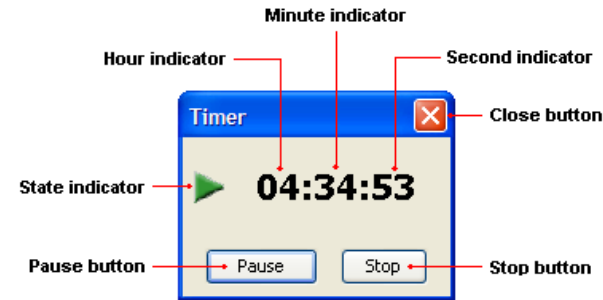 Minute indicator
Hour indicator
Second indicator
Timer
Close button
State indicator
04:34:53
Pause button
Pause
Stop
Stop button